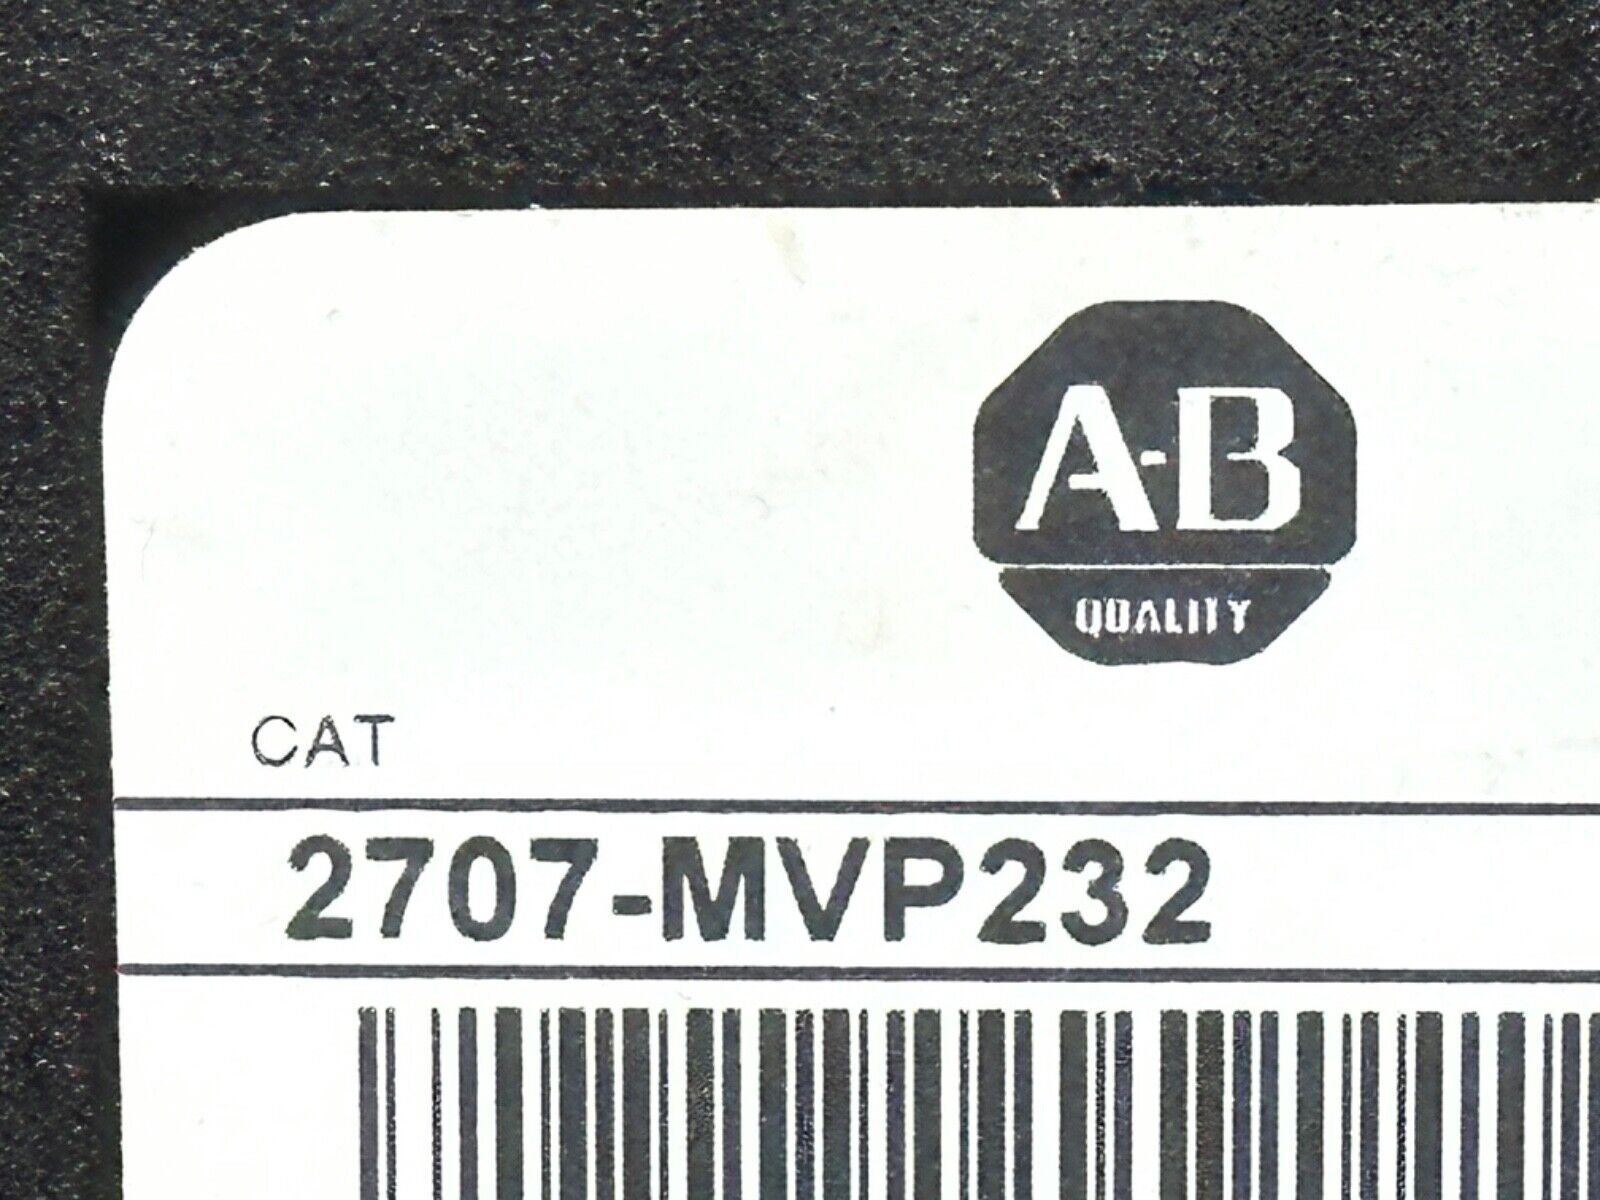 A-B
QUALITY
CAT
2707-MVP232